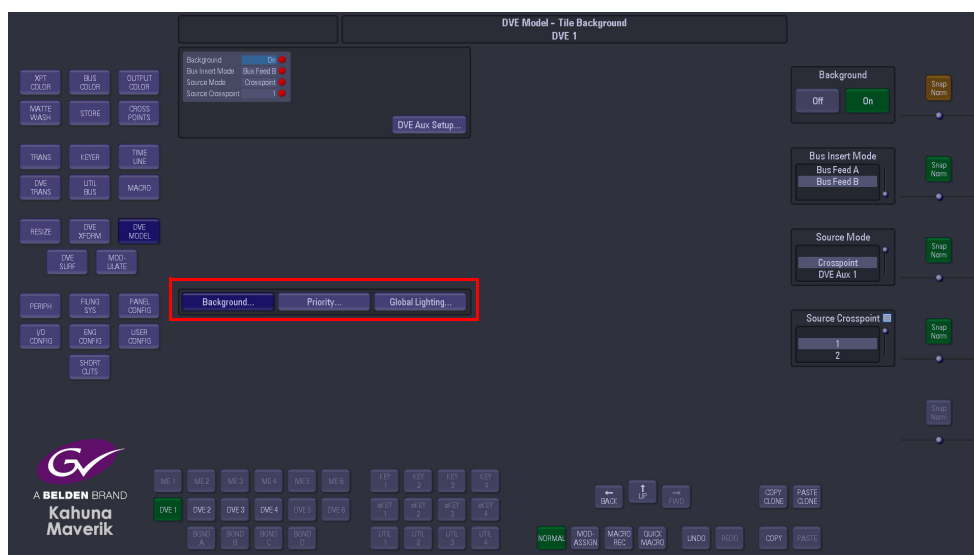 DVE Model - Tile Background
DVE 1
Background On
Bus Insert Mode Bus Feed B
Source Mode Crosspoint
Source Crosspoint 1
DVE Aux Setup...
XPT COLOR
BUS COLOR
OUTPUT COLOR
MATTE WASH
STORE
CROSS POINTS
TRANS
KEYER
TIME LINE
DVE TRANS
UTIL BUS
MACRO
RESIZE
DVE XFORM
DVE MODEL
DVE SURF
MOD- ULATE
PERIPH
FILING SYS
PANEL CONFIG
I/O CONFIG
ENG CONFIG
USER CONFIG
SHORT CUTS
Background...
Priority...
Global Lighting...
Background
Off
On
Snap Norm
Bus Insert Mode
Bus Feed A
Bus Feed B
Snap Norm
Source Mode
Crosspoint
DVE Aux 1
Snap Norm
Source Crosspoint
1
2
Snap Norm
Snap Norm
GV
A BELDEN BRAND
Kahuna
Maverik
ME 1
ME 2
ME 3
ME 4
ME 5
ME 6
DVE 1
DVE 2
DVE 3
DVE 4
DVE 5
DVE 6
BGND A
BGND B
BGND C
BGND D
KEY 1
KEY 2
KEY 3
KEY 4
eKEY 1
eKEY 2
eKEY 3
eKEY 4
UTIL 1
UTIL 2
UTIL 3
UTIL 4
BACK
UP
FWD
COPY CLONE
PASTE CLONE
NORMAL
MOD- ASSIGN
MACRO REC
QUICK MACRO
UNDO
REDO
COPY
PASTE